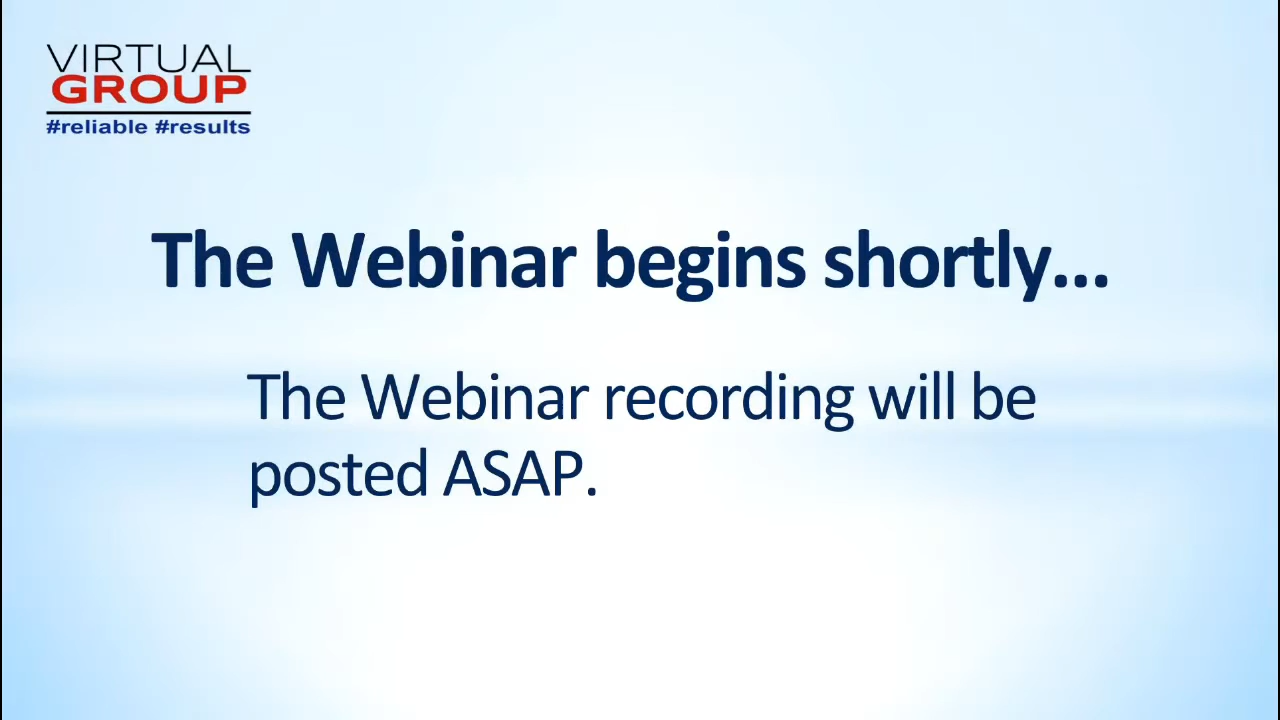 VIRTUAL
GROUP
#reliable #results
The Webinar begins shortly...
The Webinar recording will be
posted ASAP.